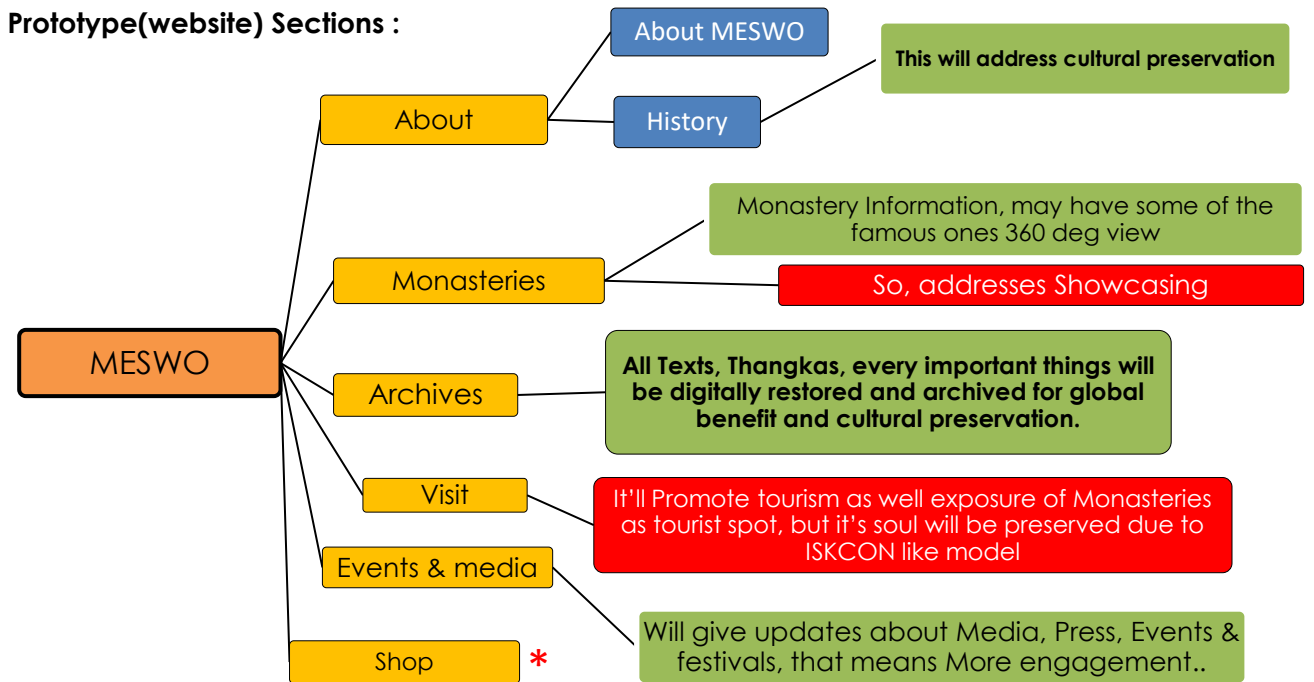 Prototype(website) Sections :
About MESWO
This will address cultural preservation
About
History
Monastery Information, may have some of the
famous ones 360 deg view
Monasteries
So, addresses Showcasing
MESWO
All Texts, Thangkas, every important things will
be digitally restored and archived for global
benefit and cultural preservation.
Archives
Visit
It'll Promote tourism as well exposure of Monasteries
as tourist spot, but it's soul will be preserved due to
ISKCON like model
Events & media
Will give updates about Media, Press, Events &
festivals, that means More engagement..
Shop *